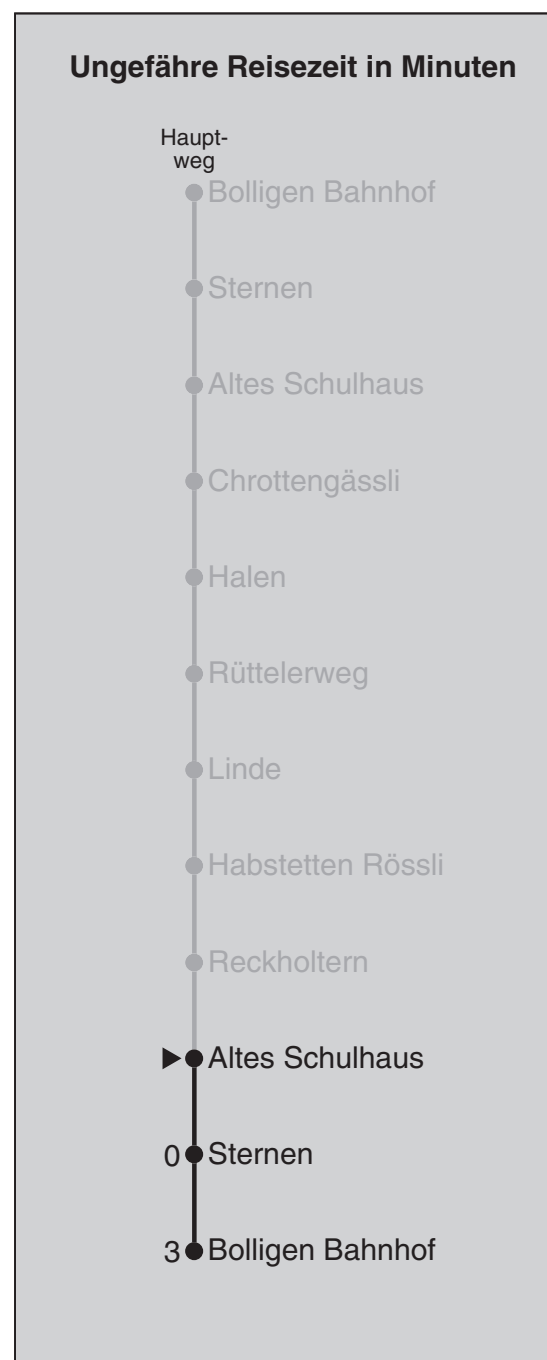 Ungefähre Reisezeit in Minuten
Haupt-
weg
Bolligen Bahnhof
Sternen
Altes Schulhaus
Chrottengässli
Halen
Rüttelerweg
Linde
Habstetten Rössli
Reckholtern
Altes Schulhaus
0 Sternen
3 Bolligen Bahnhof